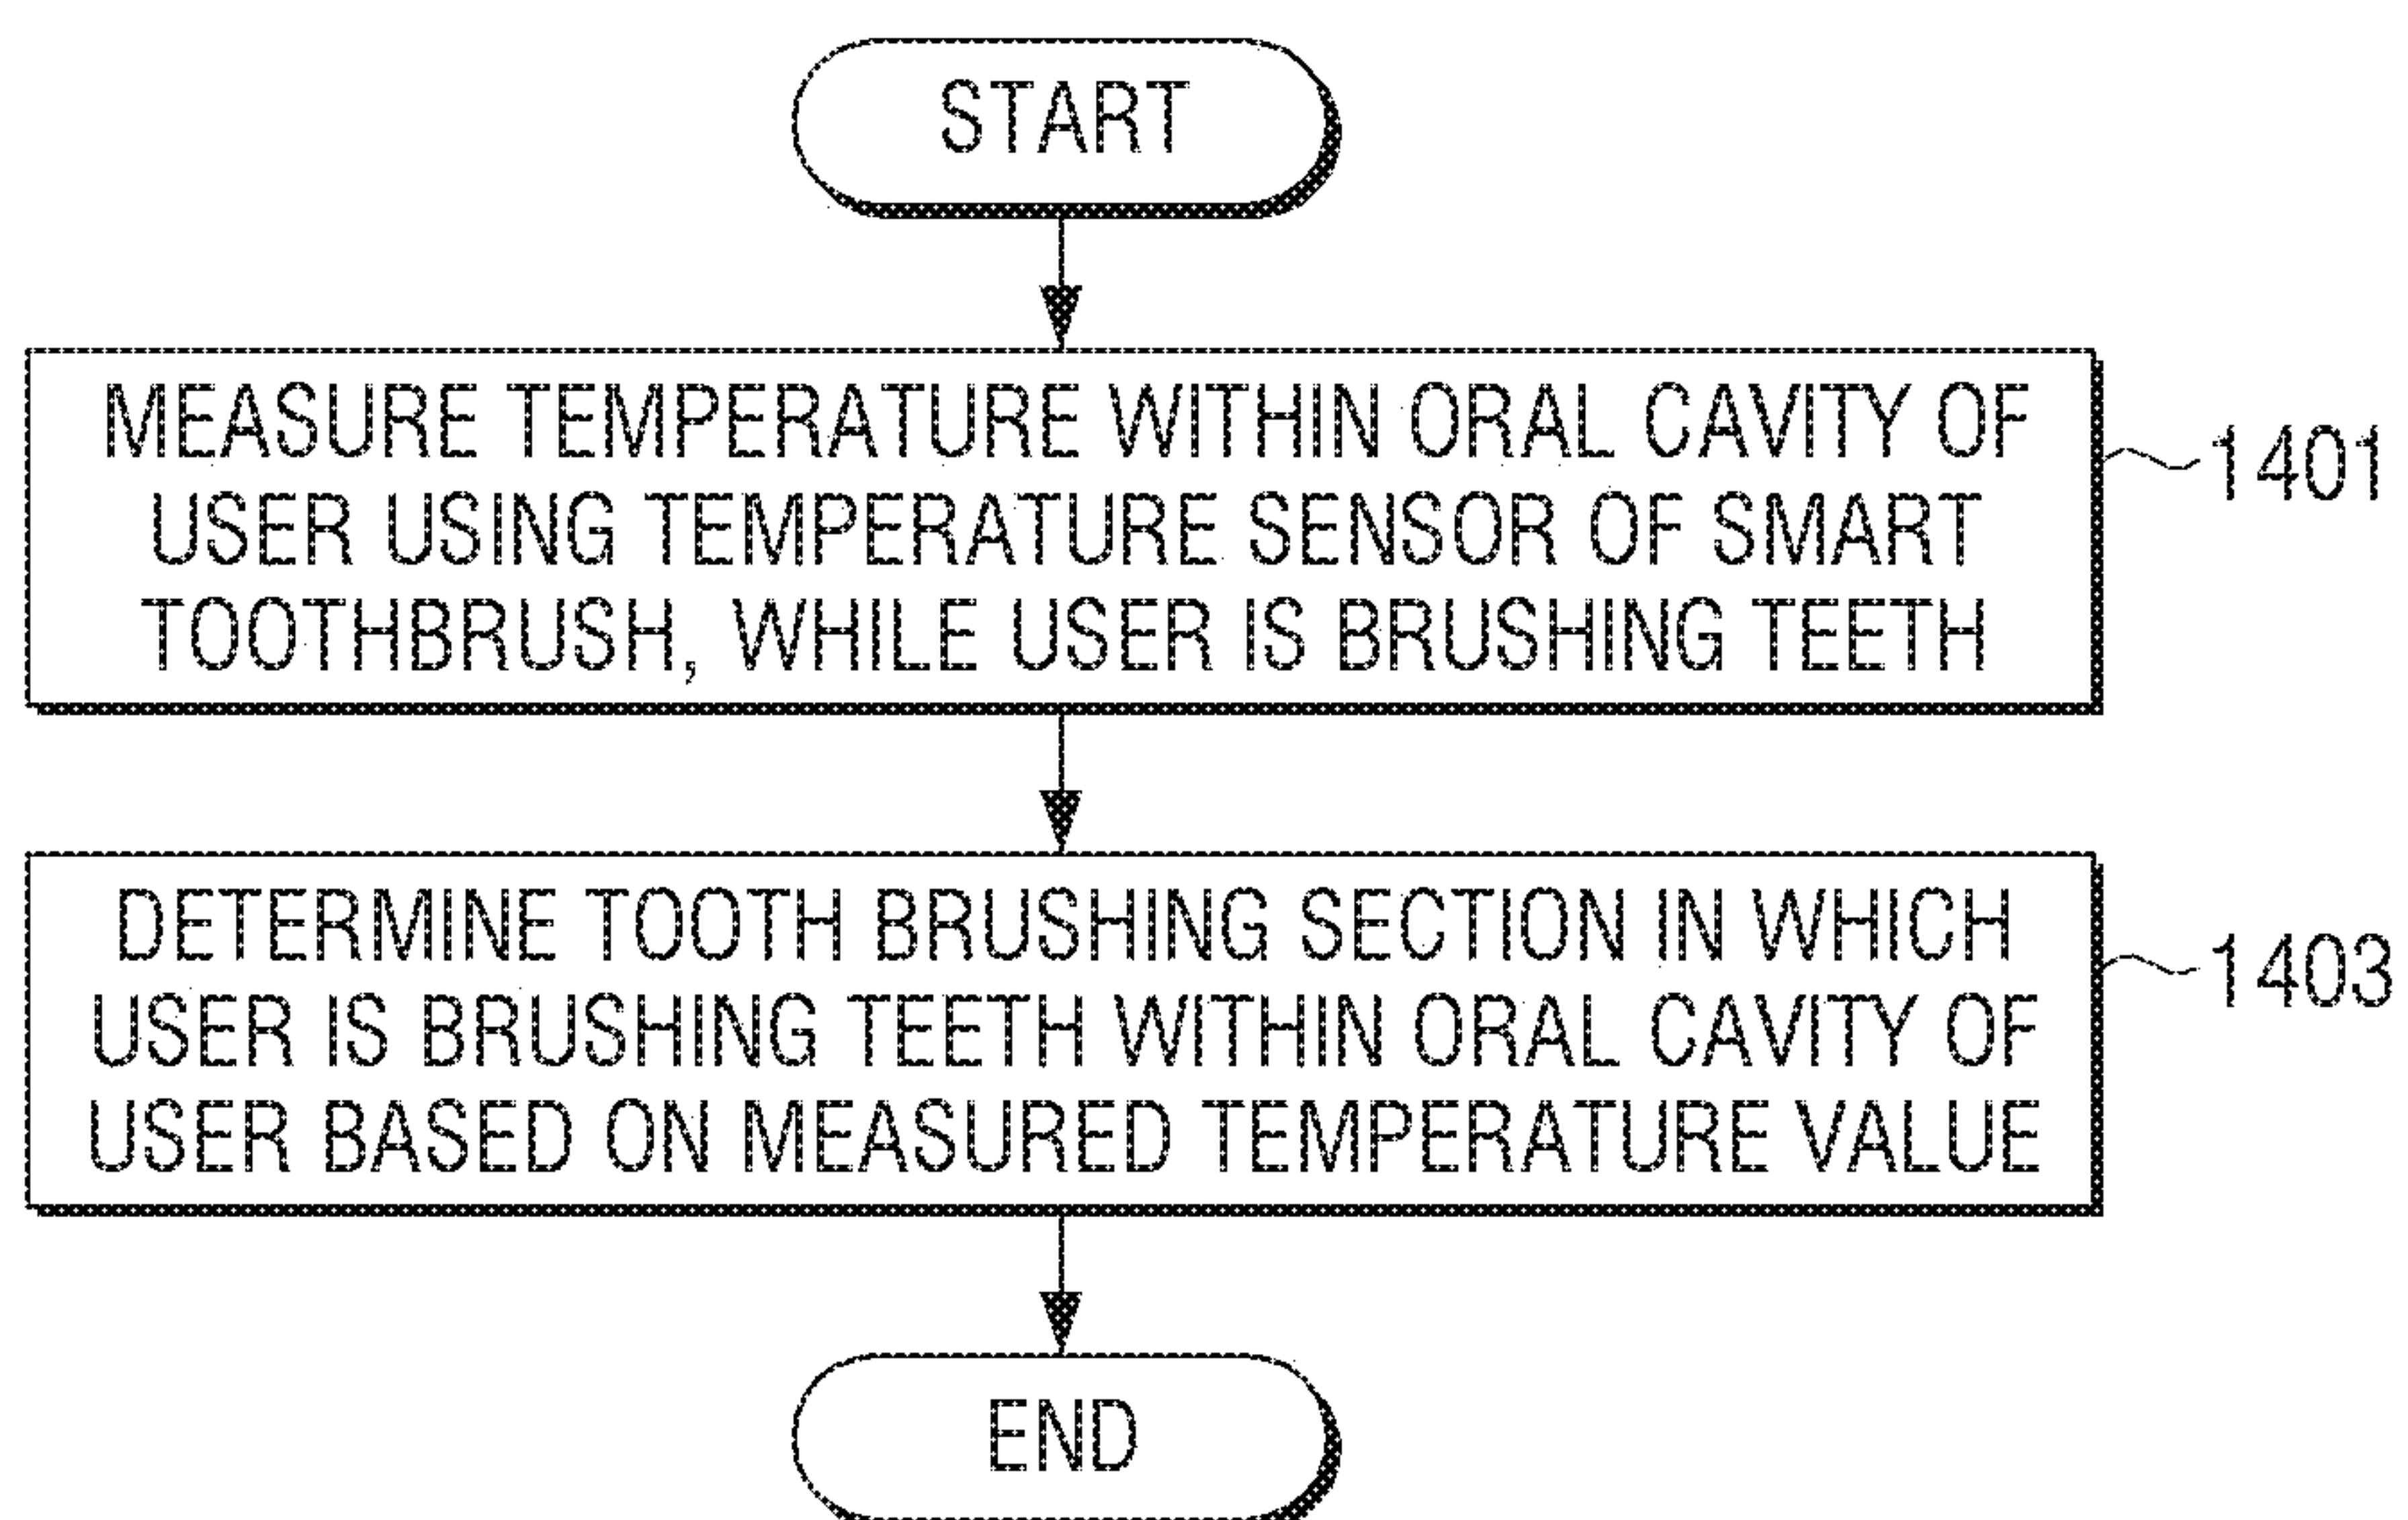 START
MEASURE TEMPERATURE WITHIN ORAL CAVITY OF
USER USING TEMPERATURE SENSOR OF SMART
TOOTHBRUSH, WHILE USER IS BRUSHING TEETH
1401
DETERMINE TOOTH BRUSHING SECTION IN WHICH
USER IS BRUSHING TEETH WITHIN ORAL CAVITY OF
USER BASED ON MEASURED TEMPERATURE VALUE
1403
END